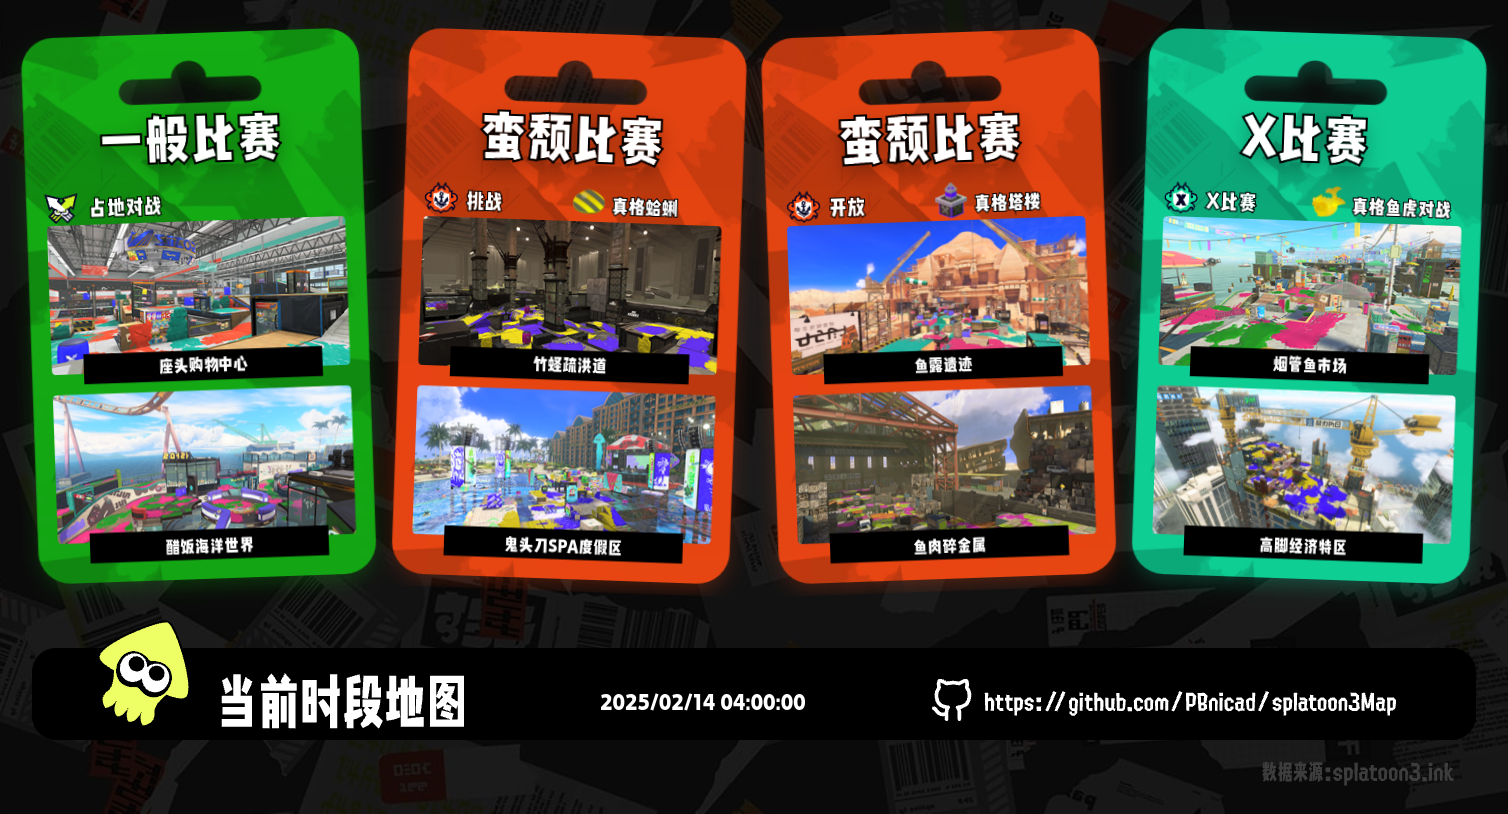 一般比赛
占地对战
座头购物中心
醋饭海洋世界
蛮颓比赛
挑战
真格蛤蜊
竹蛏疏洪道
鬼头刀SPA度假区
蛮颓比赛
开放
真格塔楼
鱼露遗迹
鱼肉碎金属
X比赛
X比赛
真格鱼虎对战
烟管鱼市场
高脚经济特区
当前时段地图
2025/02/14 04:00:00
https://github.com/PBnicad/splatoon3Map
数据来源:splatoon3.ink